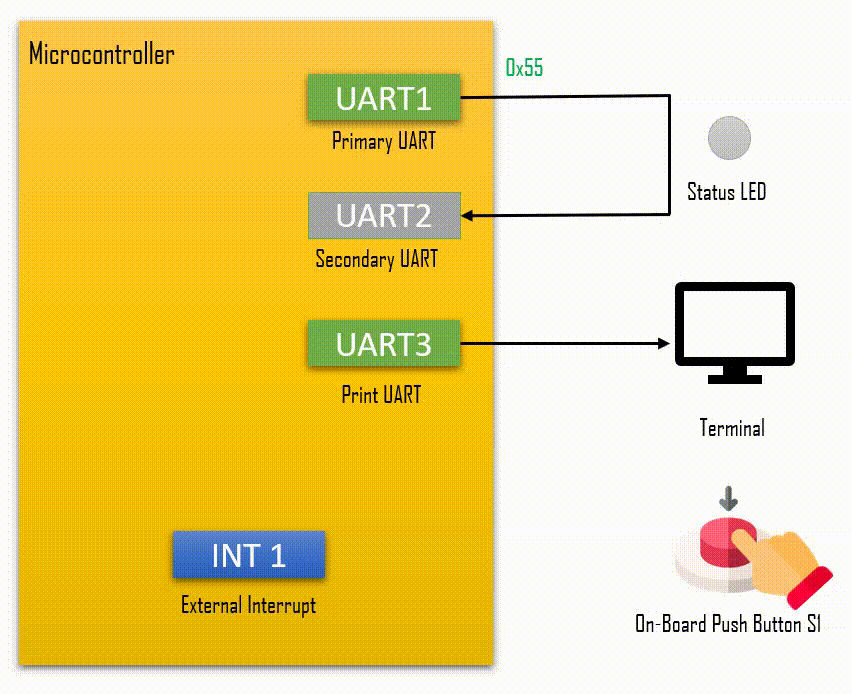 Microcontroller
0x55
UART1
Primary UART
UART2
Status LED
Secondary UART
UART3
Print UART
Terminal
INT 1
External Interrupt
On-Board Push Button S1